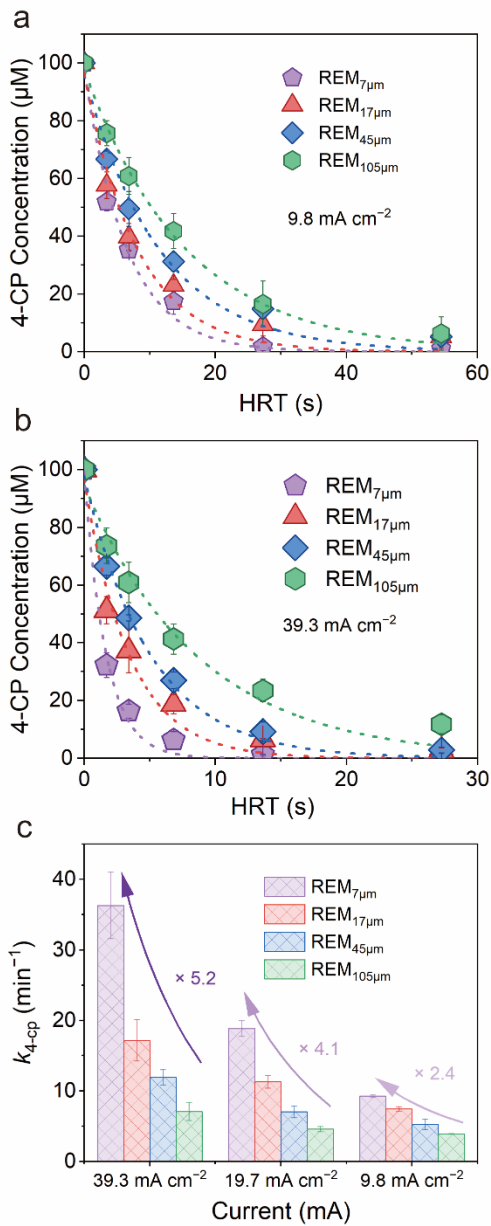 a
4-CP Concentration (μM)
100
80
60
40
20
0
REM7μm
REM17μm
REM45μm
REM105μm
9.8 mA cm−2
0 20 40 60
HRT (s)
b
4-CP Concentration (μM)
100
80
60
40
20
0
REM7μm
REM17μm
REM45μm
REM105μm
39.3 mA cm−2
0 10 20 30
HRT (s)
c
k4-cp (min−1)
40
30
20
10
0
REM7μm
REM17μm
REM45μm
REM105μm
× 5.2
× 4.1
× 2.4
39.3 mA cm−2 19.7 mA cm−2 9.8 mA cm−2
Current (mA)